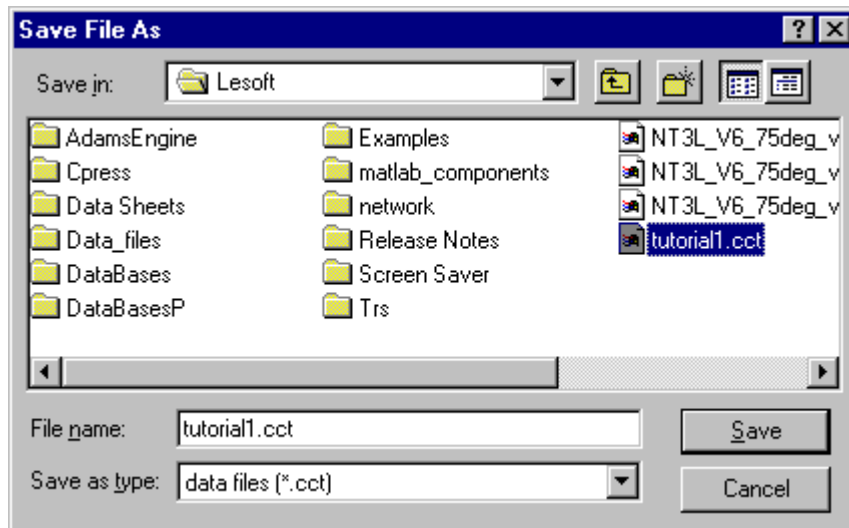 Save File As
Save in: Lesoft
AdamsEngine Examples NT3L_V6_75deg_v
Cpress matlab_components NT3L_V6_75deg_v
Data Sheets network NT3L_V6_75deg_v
Data_files Release Notes tutorial1.cct
DataBases Screen Saver
DataBasesP Trs
File name: tutorial1.cct Save
Save as type: data files (*.cct) Cancel